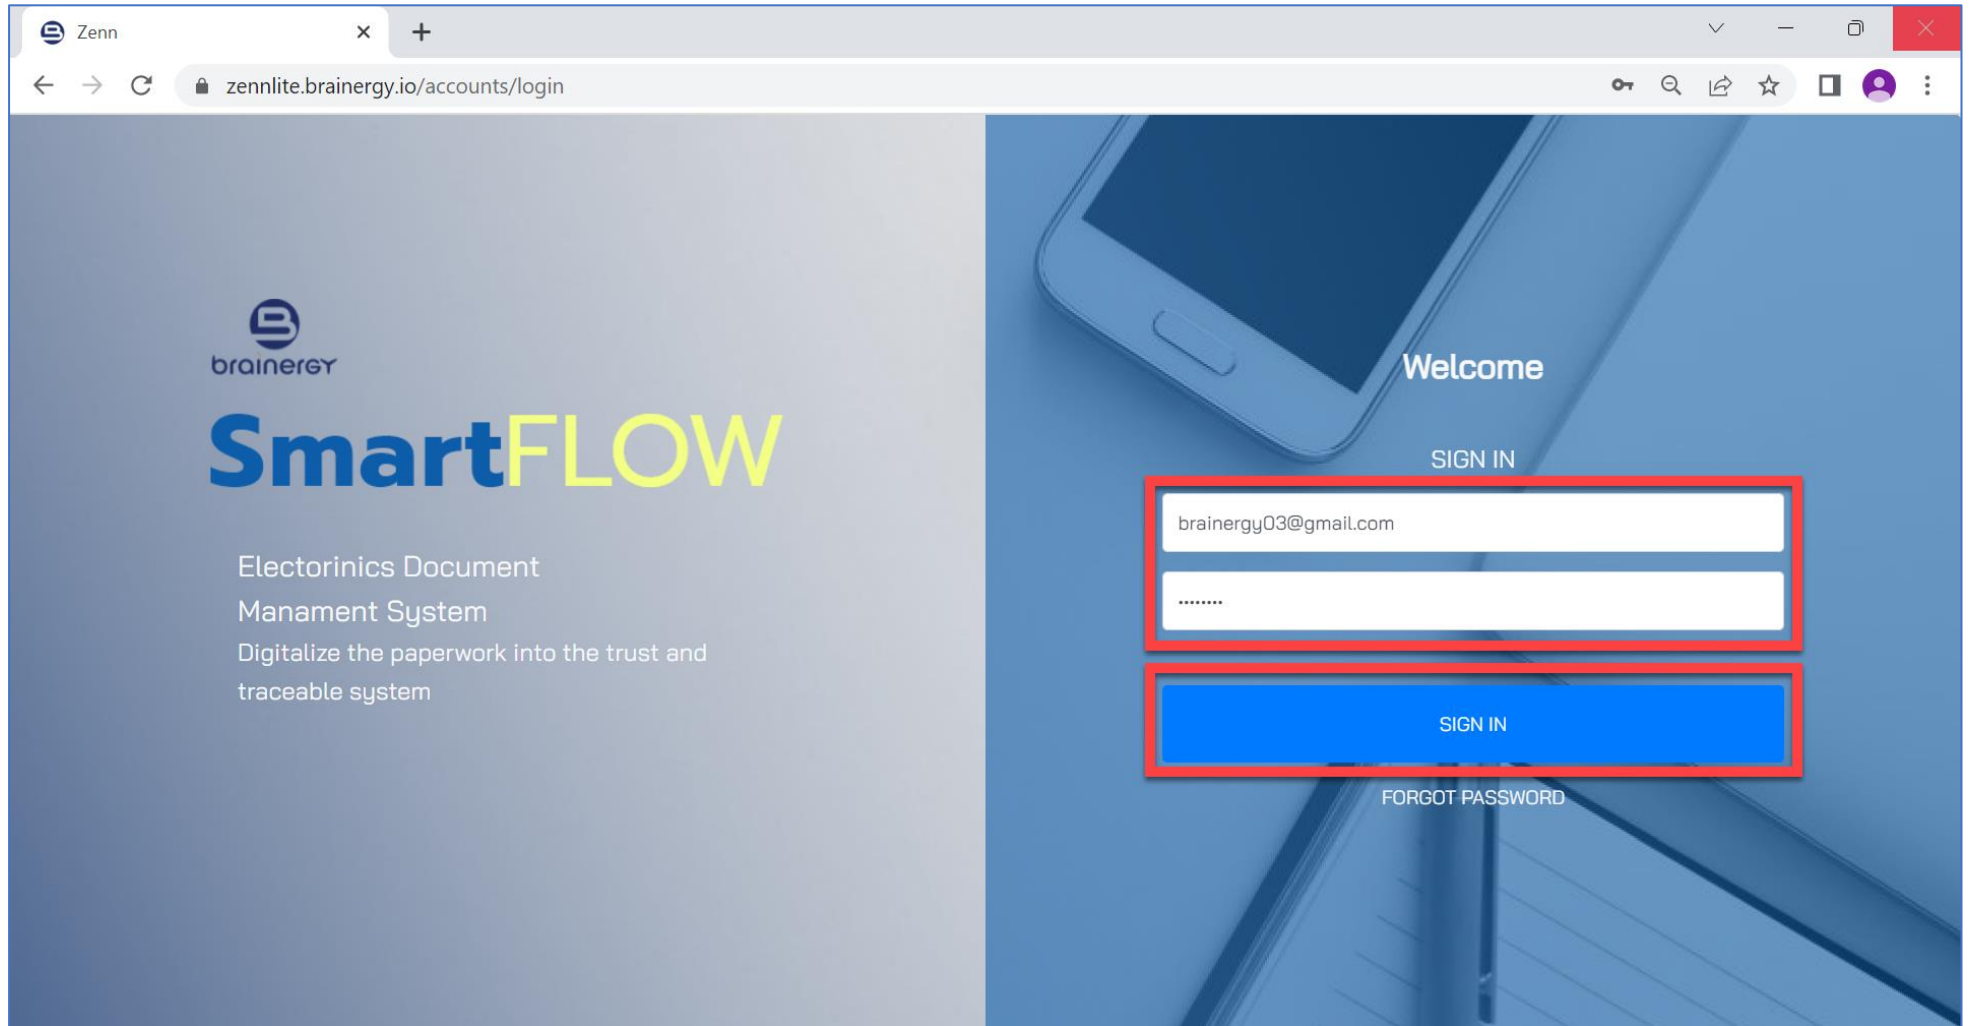 Zenn
zennlite.brainergy.io/accounts/login
brainergy
SmartFLOW
Electorinics Document
Manament System
Digitalize the paperwork into the trust and
traceable system
Welcome
SIGN IN
brainergy03@gmail.com
••••••••
SIGN IN
FORGOT PASSWORD